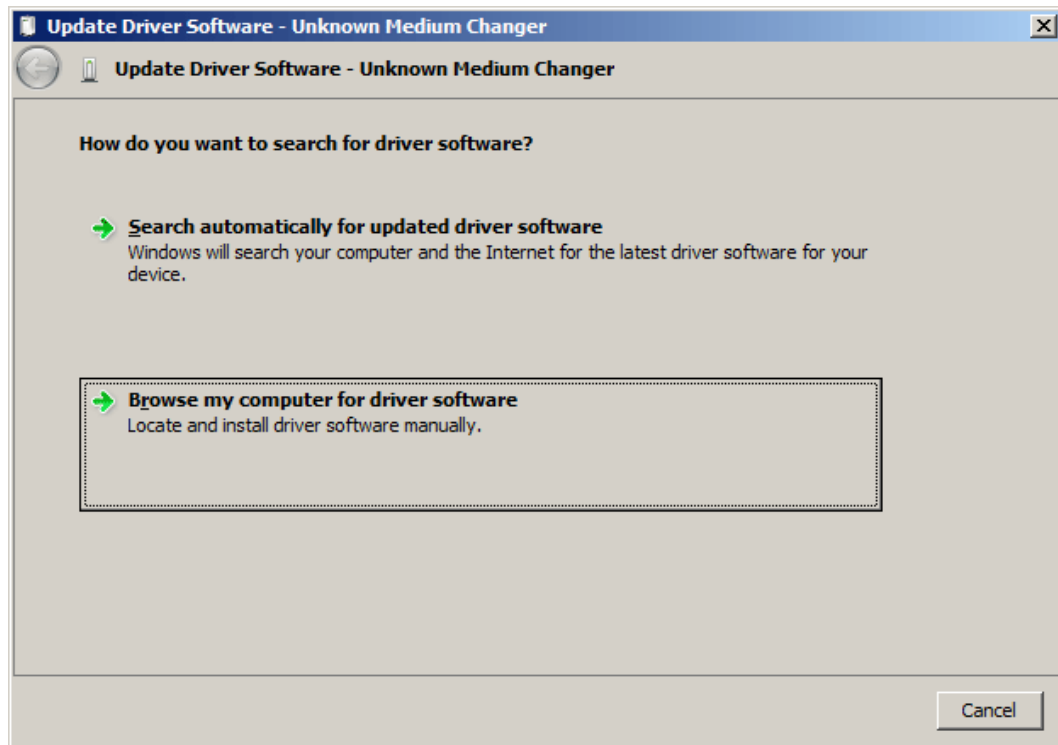 Update Driver Software - Unknown Medium Changer
Update Driver Software - Unknown Medium Changer
How do you want to search for driver software?
Search automatically for updated driver software
Windows will search your computer and the Internet for the latest driver software for your
device.
Browse my computer for driver software
Locate and install driver software manually.
Cancel